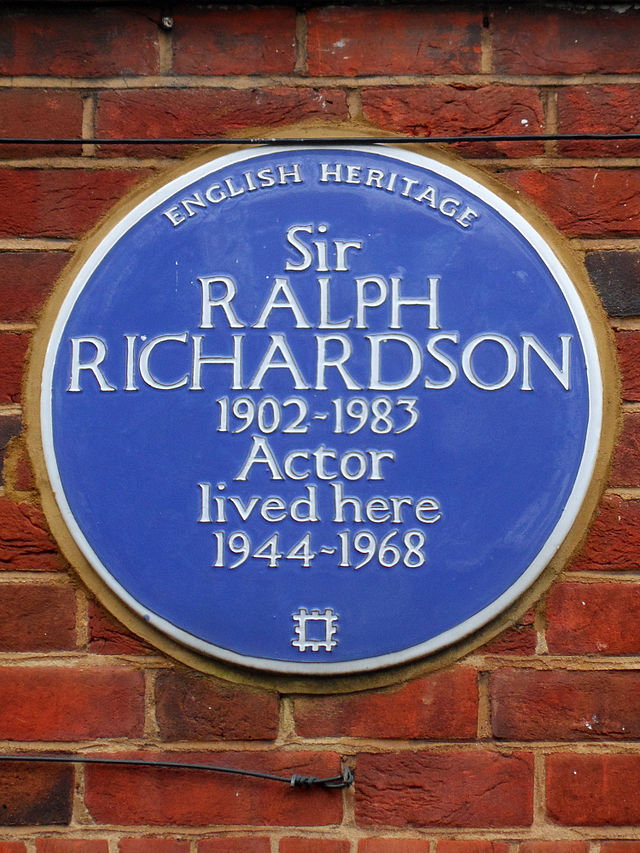 ENGLISH HERITAGE
Sir
RALPH
RICHARDSON
1902-1983
Actor
lived here
1944-1968